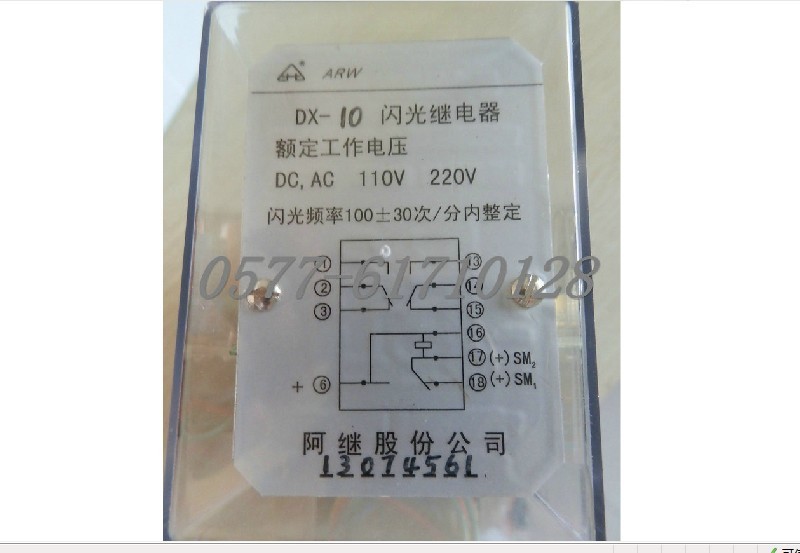 ARW
DX-10 闪光继电器
额定工作电压
DC, AC 110V 220V
闪光频率100±30次/分内整定
① ⑬
0577-61710128
② ⑭
③ ⑮
⑯
⑰ (+) SM₂
+ ⑥ ⑱ (+) SM₁
阿继股份公司
13074561